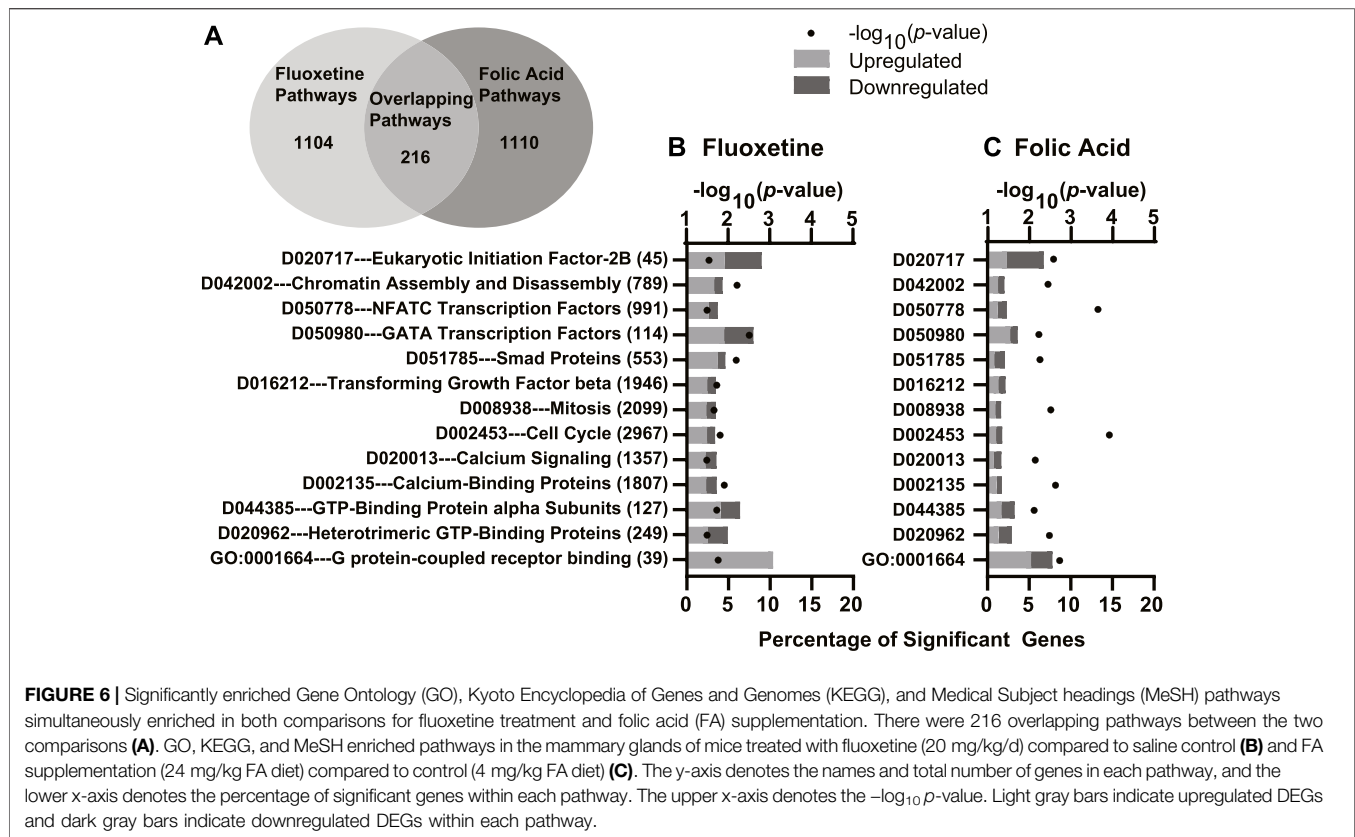 A
Fluoxetine
Pathways
1104
Overlapping
Pathways
216
Folic Acid
Pathways
1110
-log10(p-value)
Upregulated
Downregulated
B Fluoxetine
-log10(p-value)
1 2 3 4 5
C Folic Acid
-log10(p-value)
1 2 3 4 5
D020717---Eukaryotic Initiation Factor-2B (45)
D042002---Chromatin Assembly and Disassembly (789)
D050778---NFATC Transcription Factors (991)
D050980---GATA Transcription Factors (114)
D051785---Smad Proteins (553)
D016212---Transforming Growth Factor beta (1946)
D008938---Mitosis (2099)
D002453---Cell Cycle (2967)
D020013---Calcium Signaling (1357)
D002135---Calcium-Binding Proteins (1807)
D044385---GTP-Binding Protein alpha Subunits (127)
D020962---Heterotrimeric GTP-Binding Proteins (249)
GO:0001664---G protein-coupled receptor binding (39)
0 5 10 15 20
D020717
D042002
D050778
D050980
D051785
D016212
D008938
D002453
D020013
D002135
D044385
D020962
GO:0001664
0 5 10 15 20
Percentage of Significant Genes
FIGURE 6 | Significantly enriched Gene Ontology (GO), Kyoto Encyclopedia of Genes and Genomes (KEGG), and Medical Subject headings (MeSH) pathways
simultaneously enriched in both comparisons for fluoxetine treatment and folic acid (FA) supplementation. There were 216 overlapping pathways between the two
comparisons (A). GO, KEGG, and MeSH enriched pathways in the mammary glands of mice treated with fluoxetine (20 mg/kg/d) compared to saline control (B) and FA
supplementation (24 mg/kg FA diet) compared to control (4 mg/kg FA diet) (C). The y-axis denotes the names and total number of genes in each pathway, and the
lower x-axis denotes the percentage of significant genes within each pathway. The upper x-axis denotes the −log10 p-value. Light gray bars indicate upregulated DEGs
and dark gray bars indicate downregulated DEGs within each pathway.